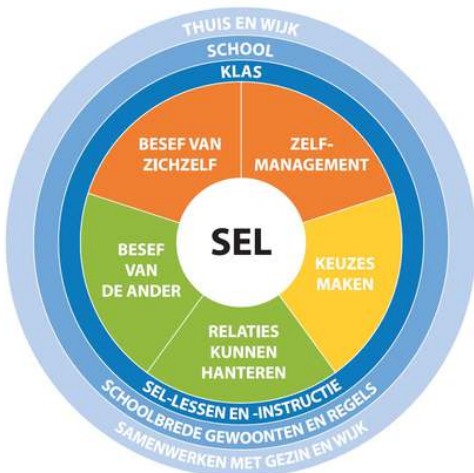 THUIS EN WIJK
SCHOOL
KLAS
BESEF VAN
ZICHZELF
ZELF-
MANAGEMENT
SEL
BESEF
VAN
DE ANDER
KEUZES
MAKEN
RELATIES
KUNNEN
HANTEREN
SEL-LESSEN EN -INSTRUCTIE
SCHOOLBREDE GEWOONTEN EN REGELS
SAMENWERKEN MET GEZIN EN WIJK